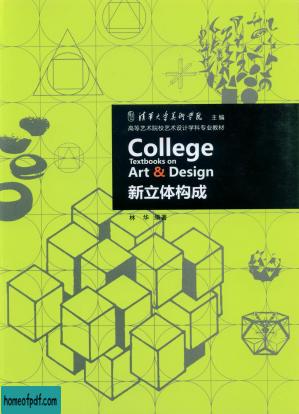 清华大学美术学院 主编
高等艺术院校艺术设计学科专业教材
College
Textbooks on
Art & Design
新立体构成
林 华 编著
homeofpdf.com